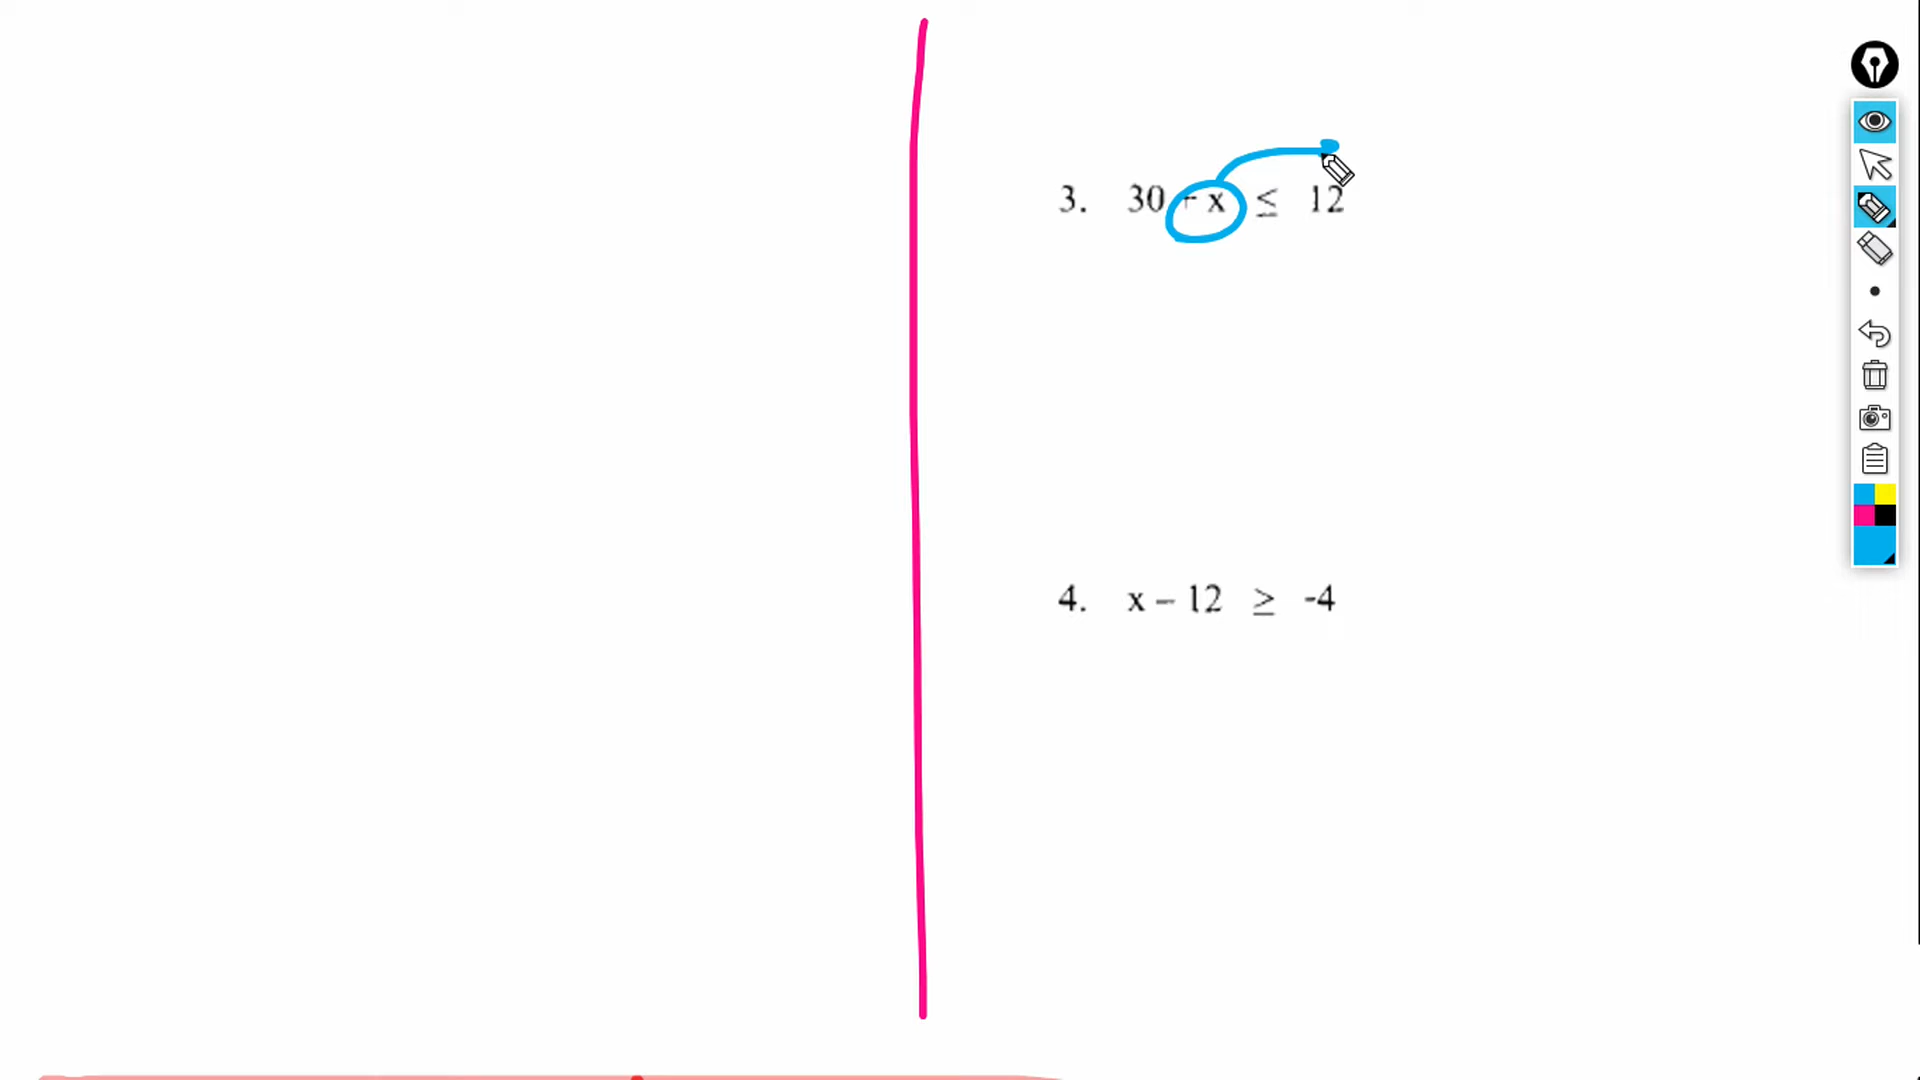 3. 30 + x ≤ 12
4. x – 12 ≥ -4